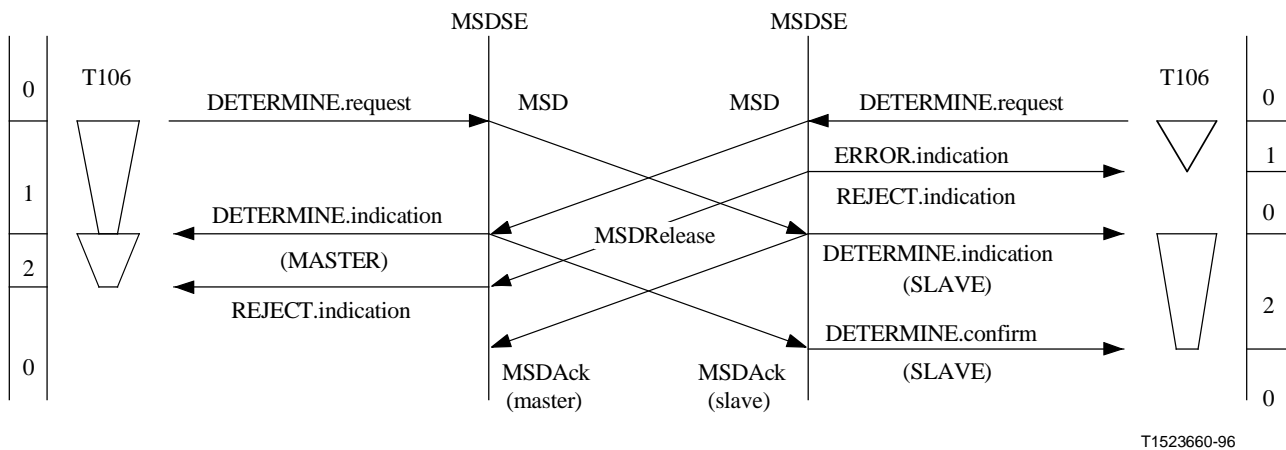 MSDSE MSDSE
T106 T106
0 0
DETERMINE.request MSD MSD DETERMINE.request
ERROR.indication
1 1
REJECT.indication
DETERMINE.indication 0
MSDRelease
(MASTER) DETERMINE.indication
2 (SLAVE)
REJECT.indication 2
DETERMINE.confirm
0 MSDAck MSDAck (SLAVE)
(master) (slave) 0
T1523660-96